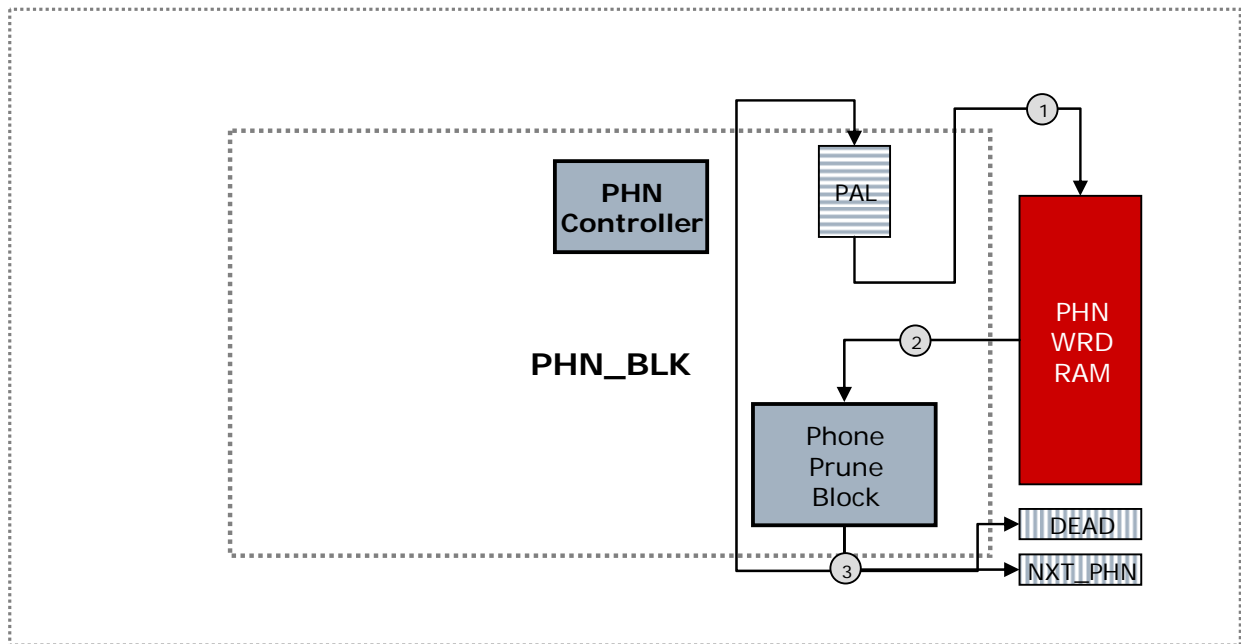 1
PHN
Controller
PAL
PHN
WRD
RAM
2
PHN_BLK
Phone
Prune
Block
DEAD
3
NXT_PHN